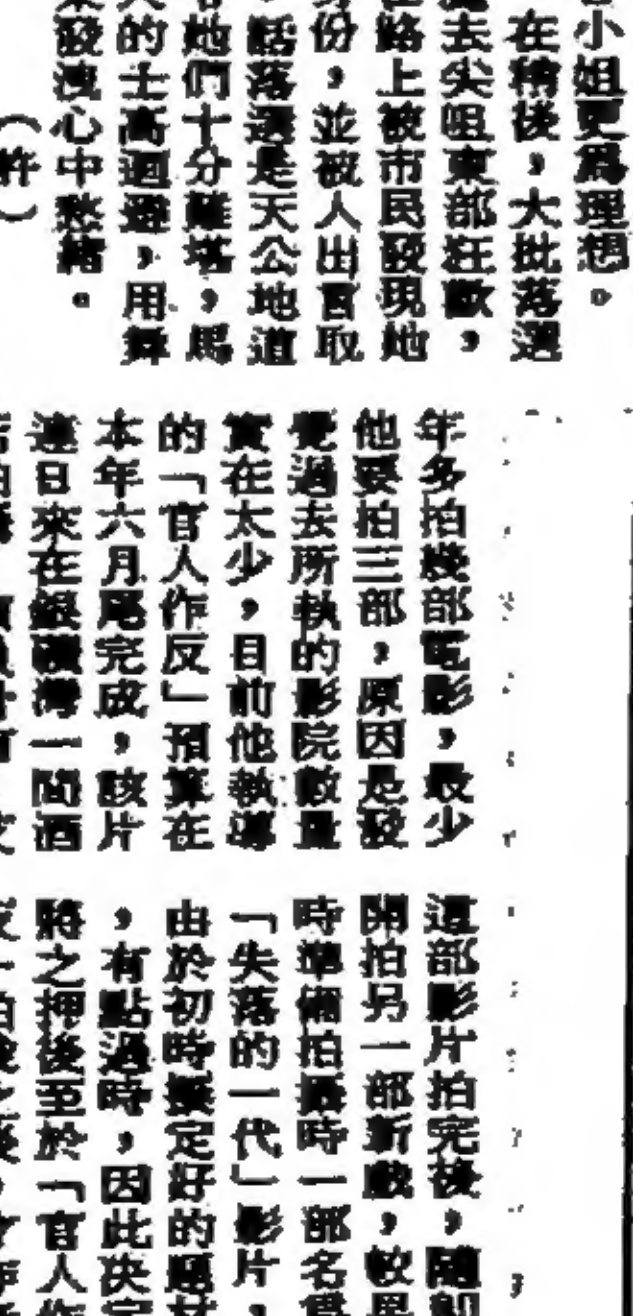 小姐更為理想。
在稍後,大批落選
去尖咀東部狂歡,
路上被市民發現她
份,並被人出言取
話落選是天公地道
她們十分難堪,馬
的士高迴避,用舞
發洩心中愁緒。
(許)
年多拍幾部電影,最少
他要拍三部,原因是發
覺過去所執的影院數量
實在太少,目前他執導
的「官人作反」預算在
本年六月尾完成,該片
連日來在銀礦灣一間酒
這部影片拍完後,隨即
開拍另一部新戲,較早
時準備拍攝時一部名為
「失落的一代」影片,
由於初時擬定好的題材
,有點過時,因此決定
將之押後至於「官人作